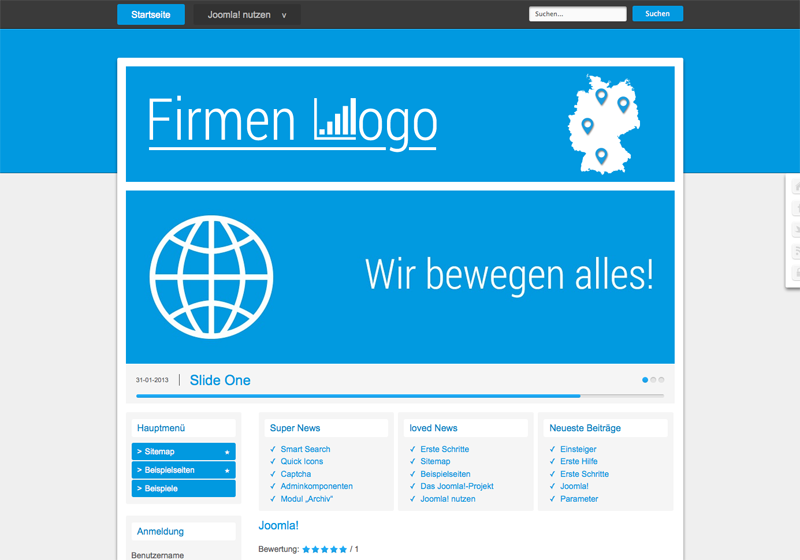 Startseite
Joomla! nutzen
Suchen...
Suchen
Firmen Logo
Wir bewegen alles!
31-01-2013
Slide One
Hauptmenü
> Sitemap
> Beispielseiten
> Beispiele
Super News
Smart Search
Quick Icons
Captcha
Adminkomponenten
Modul „Archiv“
loved News
Erste Schritte
Sitemap
Beispielseiten
Das Joomla!-Projekt
Joomla! nutzen
Neueste Beiträge
Einsteiger
Erste Hilfe
Erste Schritte
Joomla!
Parameter
Anmeldung
Benutzername
Joomla!
Bewertung: / 1